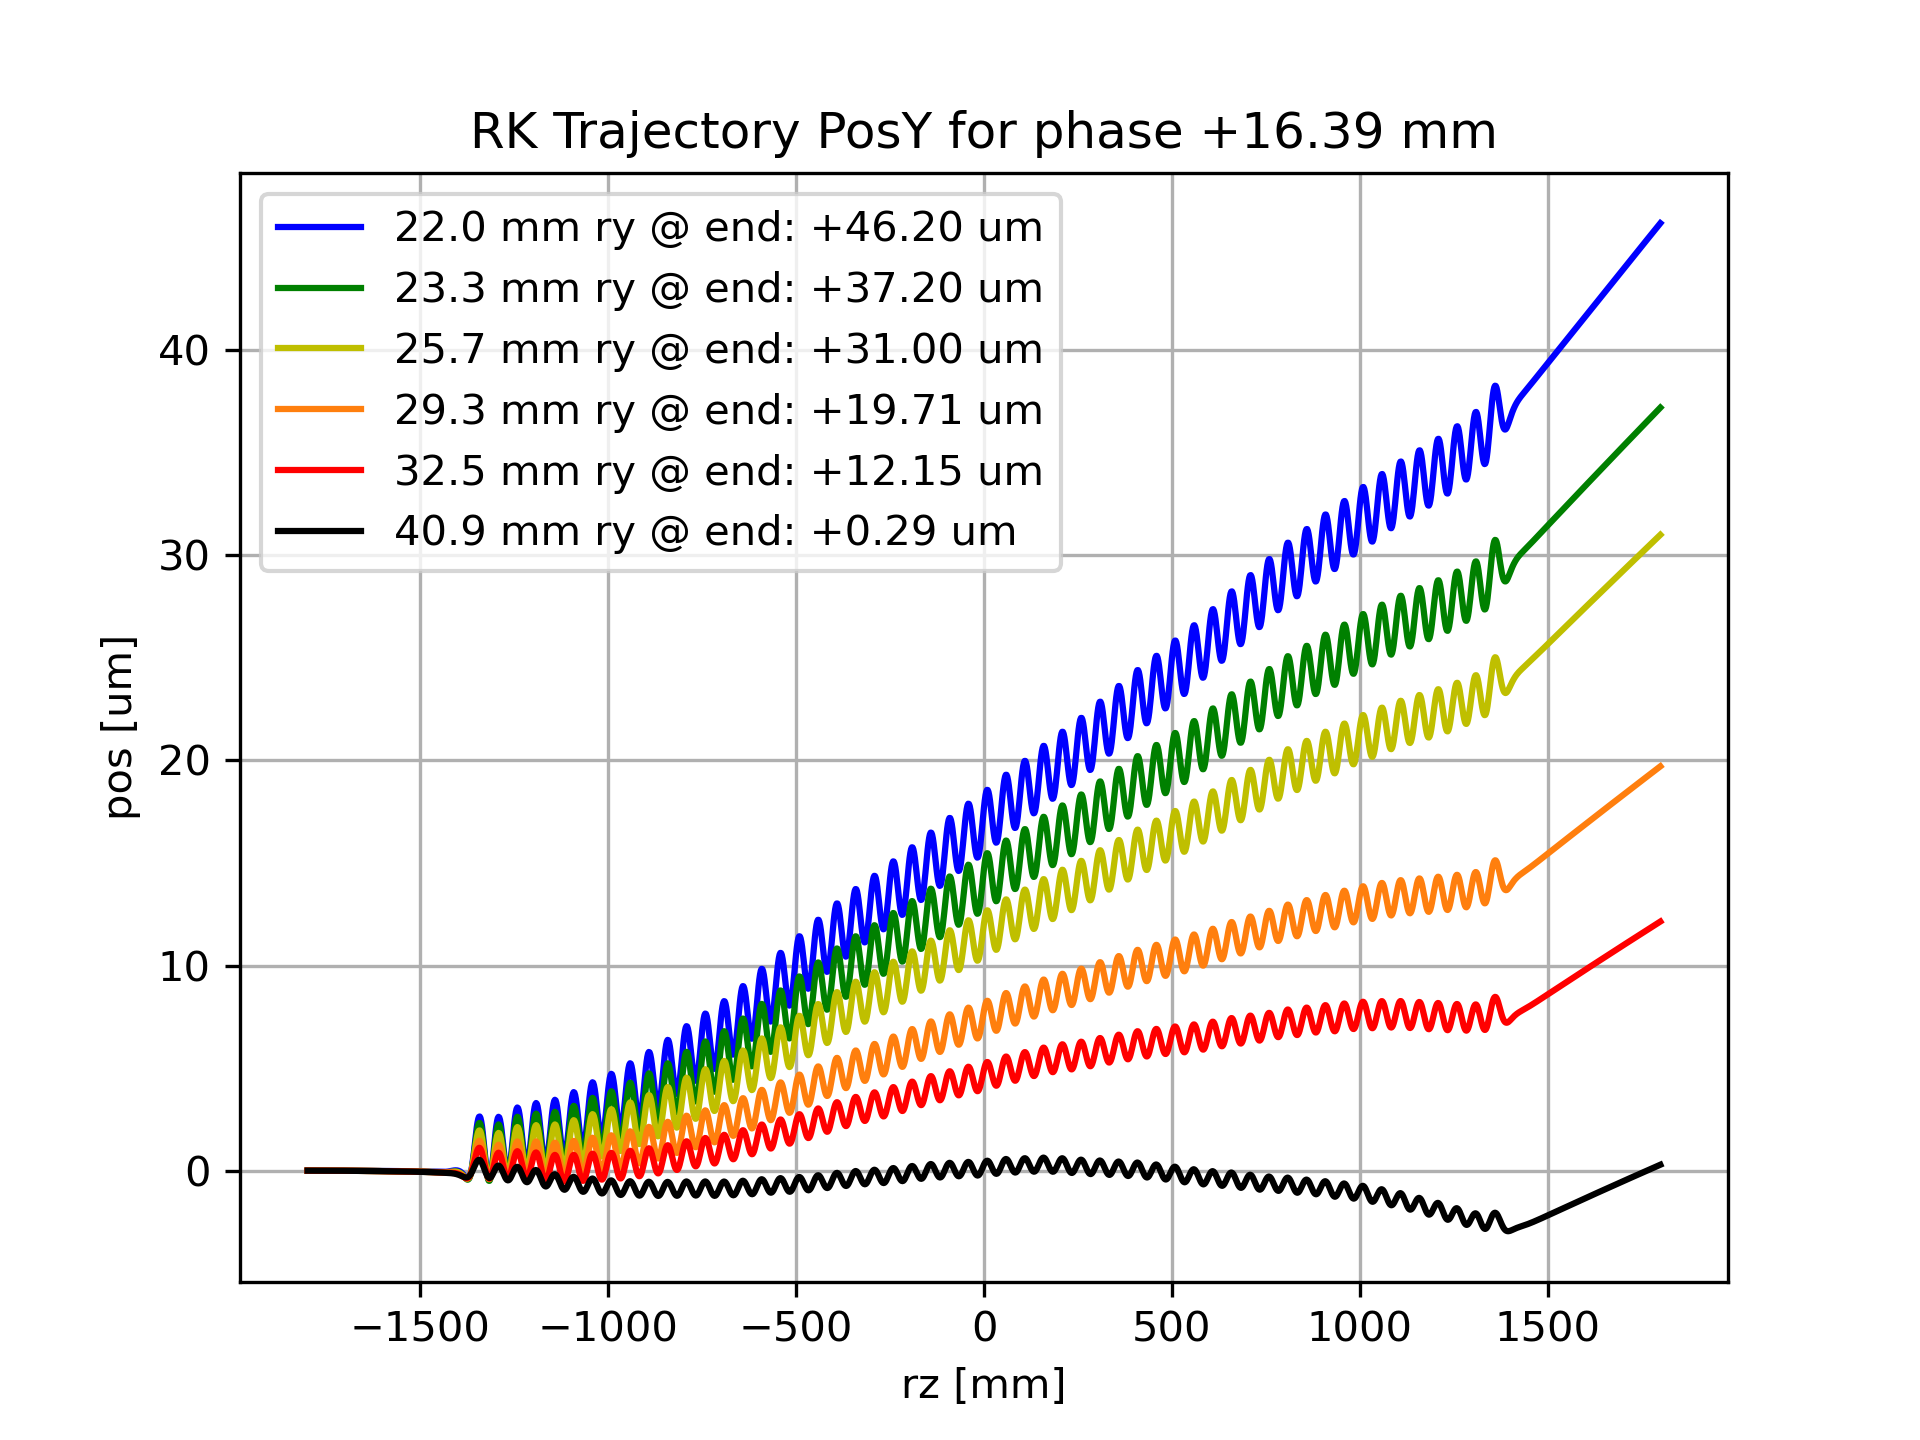 RK Trajectory PosY for phase +16.39 mm
22.0 mm ry @ end: +46.20 um
23.3 mm ry @ end: +37.20 um
25.7 mm ry @ end: +31.00 um
29.3 mm ry @ end: +19.71 um
32.5 mm ry @ end: +12.15 um
40.9 mm ry @ end: +0.29 um
pos [um]
40
30
20
10
0
−1500 −1000 −500 0 500 1000 1500
rz [mm]